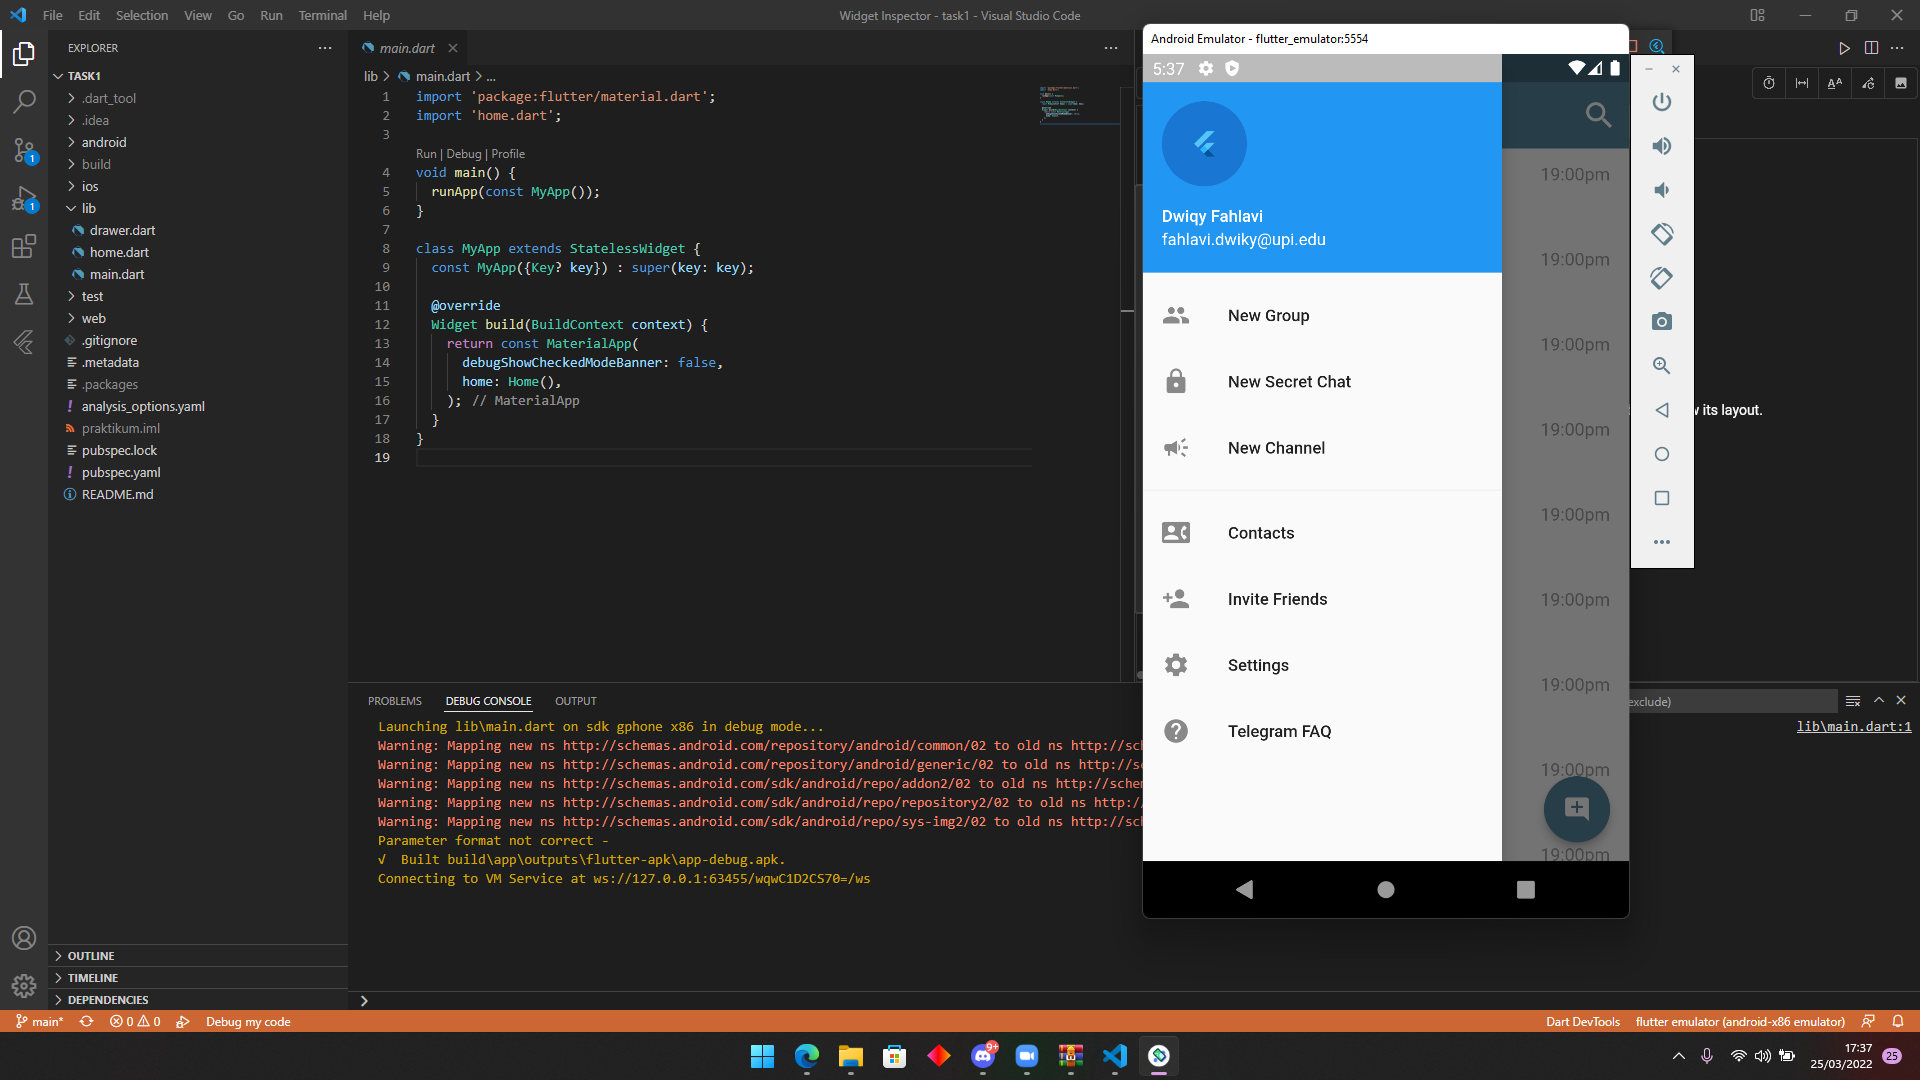 File Edit Selection View Go Run Terminal Help
Widget Inspector - task1 - Visual Studio Code
EXPLORER
TASK1
.dart_tool
.idea
android
build
ios
lib
drawer.dart
home.dart
main.dart
test
web
.gitignore
.metadata
.packages
analysis_options.yaml
praktikum.iml
pubspec.lock
pubspec.yaml
README.md
OUTLINE
TIMELINE
DEPENDENCIES
main.dart
lib > main.dart > ...
1 import 'package:flutter/material.dart';
2 import 'home.dart';
3
Run | Debug | Profile
4 void main() {
5 runApp(const MyApp());
6 }
7
8 class MyApp extends StatelessWidget {
9 const MyApp({Key? key}) : super(key: key);
10
11 @override
12 Widget build(BuildContext context) {
13 return const MaterialApp(
14 debugShowCheckedModeBanner: false,
15 home: Home(),
16 ); // MaterialApp
17 }
18 }
19
PROBLEMS DEBUG CONSOLE OUTPUT
exclude)
Launching lib\main.dart on sdk gphone x86 in debug mode...
lib\main.dart:1
Warning: Mapping new ns http://schemas.android.com/repository/android/common/02 to old ns http://sc
Warning: Mapping new ns http://schemas.android.com/repository/android/generic/02 to old ns http://s
Warning: Mapping new ns http://schemas.android.com/sdk/android/repo/addon2/02 to old ns http://sche
Warning: Mapping new ns http://schemas.android.com/sdk/android/repo/repository2/02 to old ns http:/
Warning: Mapping new ns http://schemas.android.com/sdk/android/repo/sys-img2/02 to old ns http://sc
Parameter format not correct -
√ Built build\app\outputs\flutter-apk\app-debug.apk.
Connecting to VM Service at ws://127.0.0.1:63455/wqwC1D2CS70=/ws
Android Emulator - flutter_emulator:5554
5:37
Dwiqy Fahlavi
fahlavi.dwiky@upi.edu
New Group
New Secret Chat
New Channel
Contacts
Invite Friends
Settings
Telegram FAQ
19:00pm
19:00pm
19:00pm
19:00pm
19:00pm
19:00pm
19:00pm
19:00pm
19:00pm
its layout.
main* 0 0 Debug my code
Dart DevTools flutter emulator (android-x86 emulator)
9+
17:37
25/03/2022
25